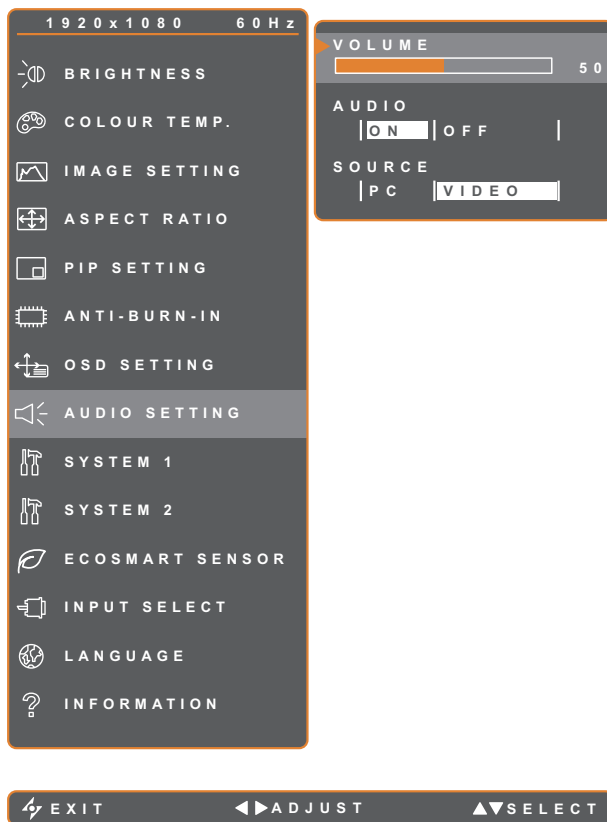 1920x1080 60Hz
BRIGHTNESS
COLOUR TEMP.
IMAGE SETTING
ASPECT RATIO
PIP SETTING
ANTI-BURN-IN
OSD SETTING
AUDIO SETTING
SYSTEM 1
SYSTEM 2
ECOSMART SENSOR
INPUT SELECT
LANGUAGE
INFORMATION
VOLUME
50
AUDIO
ON OFF
SOURCE
PC VIDEO
EXIT ADJUST SELECT